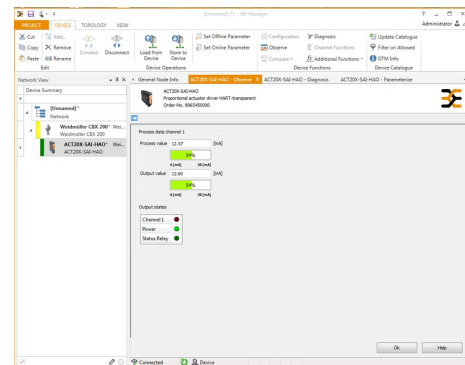 [Unnamed] [*] - WI-Manager
PROJECT DEVICE TOPOLOGY VIEW Administrator
Cut Add... Set Offline Parameter Configuration Diagnosis Update Catalogue
Copy Remove Set Online Parameter Observe Channel Functions Filter on Allowed
Paste Rename Connect Disconnect Load from Device Store to Device Compare Additional Functions DTM Info
Edit Device Operations Device Functions Device Catalogue
Network View General Node Info ACT20X-SAI-HAO - Observe ACT20X-SAI-HAO - Diagnosis ACT20X-SAI-HAO - Parameterize
Device Summary
ACT20X-SAI-HAO
Proportional actuator driver HART-transparent
Order-No. 8965450000
[Unnamed]*
Network
Weidmüller CBX 200* Wei...
Weidmüller CBX 200
ACT20X-SAI-HAO* Wei...
ACT20X-SAI-HAO
Process data channel 1
Process value 12.57 [mA]
54%
4 [mA] 20 [mA]
Output value 12.60 [mA]
54%
4 [mA] 20 [mA]
Output states
Channel 1
Power
Status Relay
Ok Help
Connected Device